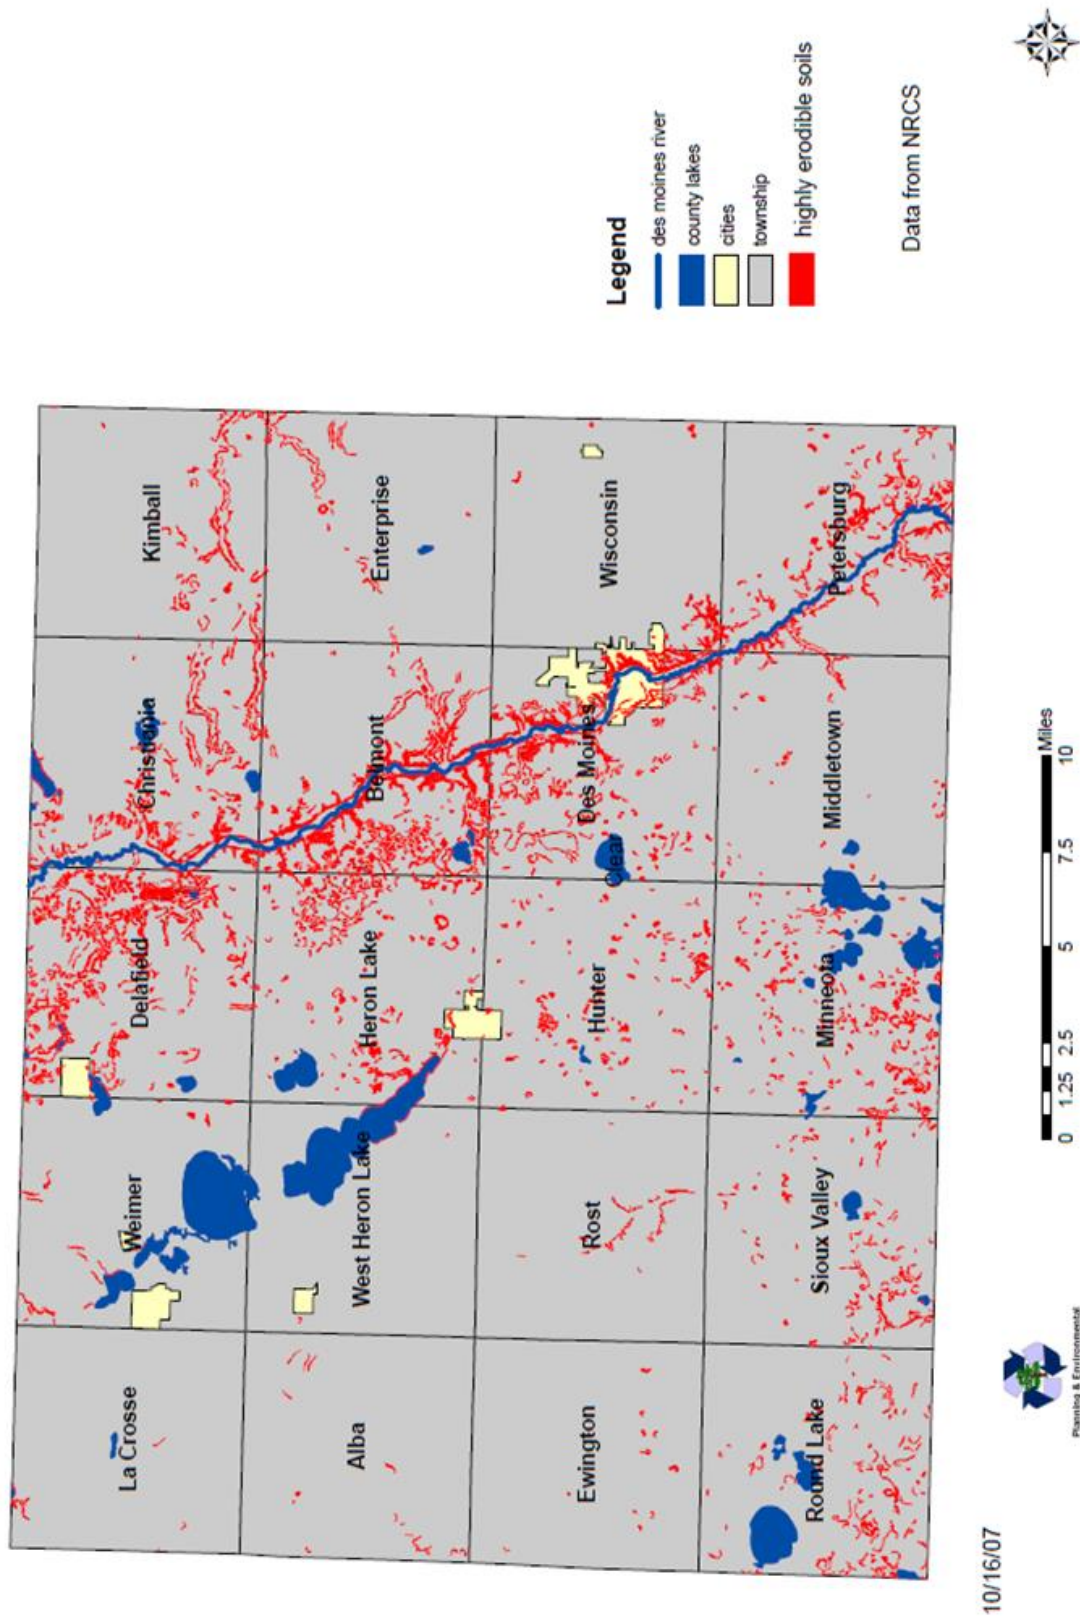 La Crosse
Weimer
Delafield
Christiania
Kimball
Alba
West Heron Lake
Heron Lake
Belmont
Enterprise
Ewington
Rost
Hunter
Clear
Des Moines
Wisconsin
Round Lake
Sioux Valley
Minneota
Middletown
Petersburg
Legend
des moines river
county lakes
cities
township
highly erodible soils
Data from NRCS
0 1.25 2.5 5 7.5 10
Miles
10/16/07
Planning & Environmental